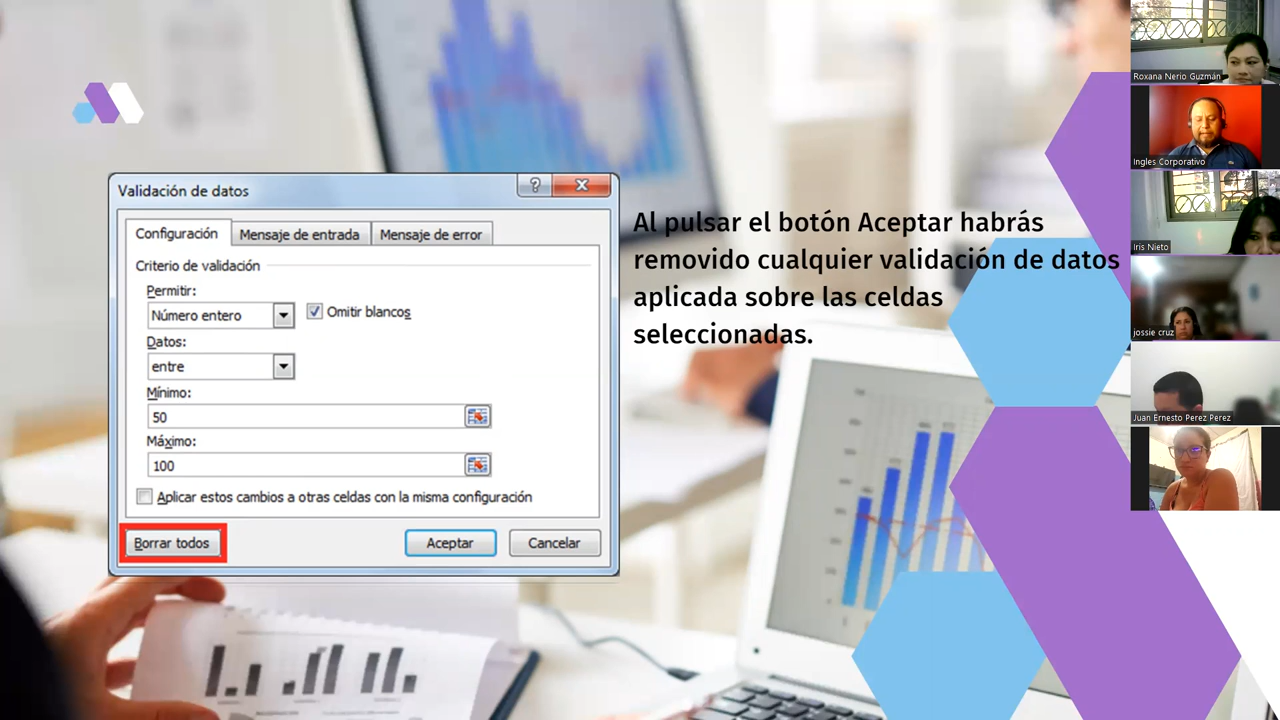 Validación de datos
?
Configuración
Mensaje de entrada
Mensaje de error
Criterio de validación
Permitir:
Número entero
Omitir blancos
Datos:
entre
Mínimo:
50
Máximo:
100
Aplicar estos cambios a otras celdas con la misma configuración
Borrar todos
Aceptar
Cancelar
Al pulsar el botón Aceptar habrás
removido cualquier validación de datos
aplicada sobre las celdas
seleccionadas.
Roxana Nerio Guzmán
Ingles Corporativo
Iris Nieto
jossie cruz
Juan Ernesto Perez Perez